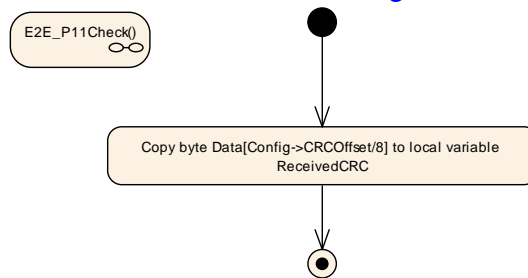 E2E_P11Check()
Copy byte Data[Config->CRCOffset/8] to local variable
ReceivedCRC